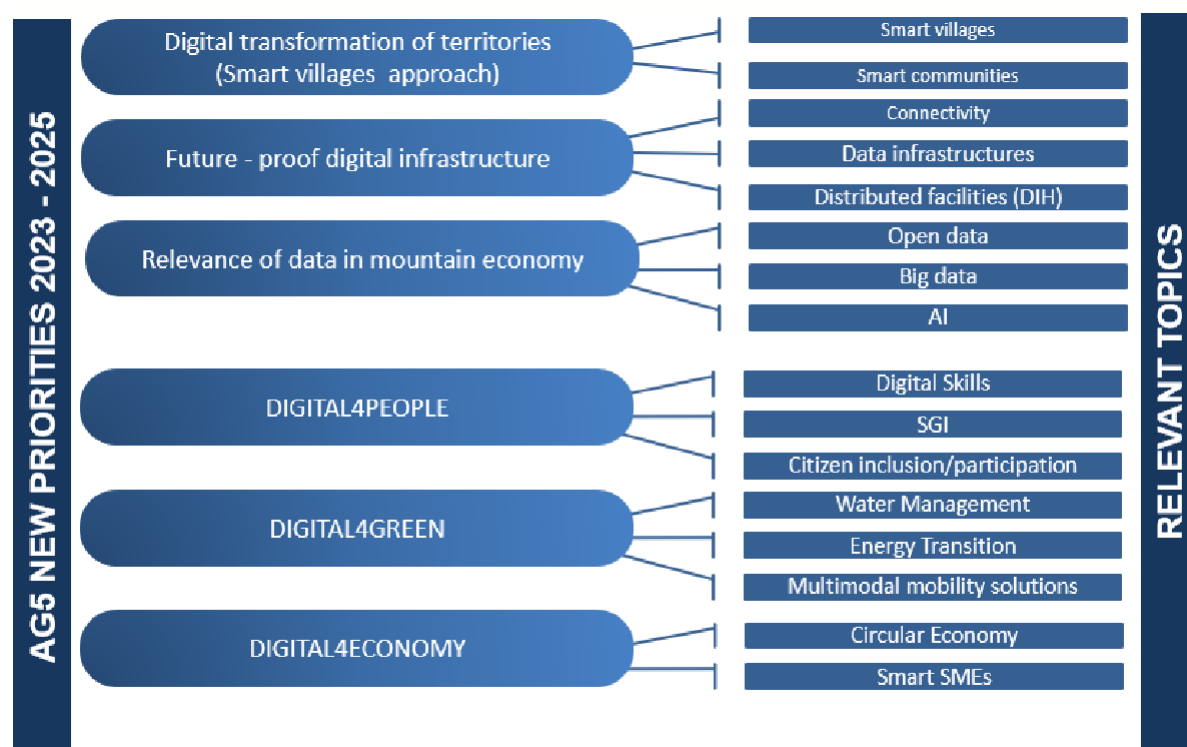 AG5 NEW PRIORITIES 2023 - 2025
Digital transformation of territories
(Smart villages approach)
Smart villages
Smart communities
Future - proof digital infrastructure
Connectivity
Data infrastructures
Distributed facilities (DIH)
Relevance of data in mountain economy
Open data
Big data
AI
DIGITAL4PEOPLE
Digital Skills
SGI
Citizen inclusion/participation
DIGITAL4GREEN
Water Management
Energy Transition
Multimodal mobility solutions
DIGITAL4ECONOMY
Circular Economy
Smart SMEs
RELEVANT TOPICS